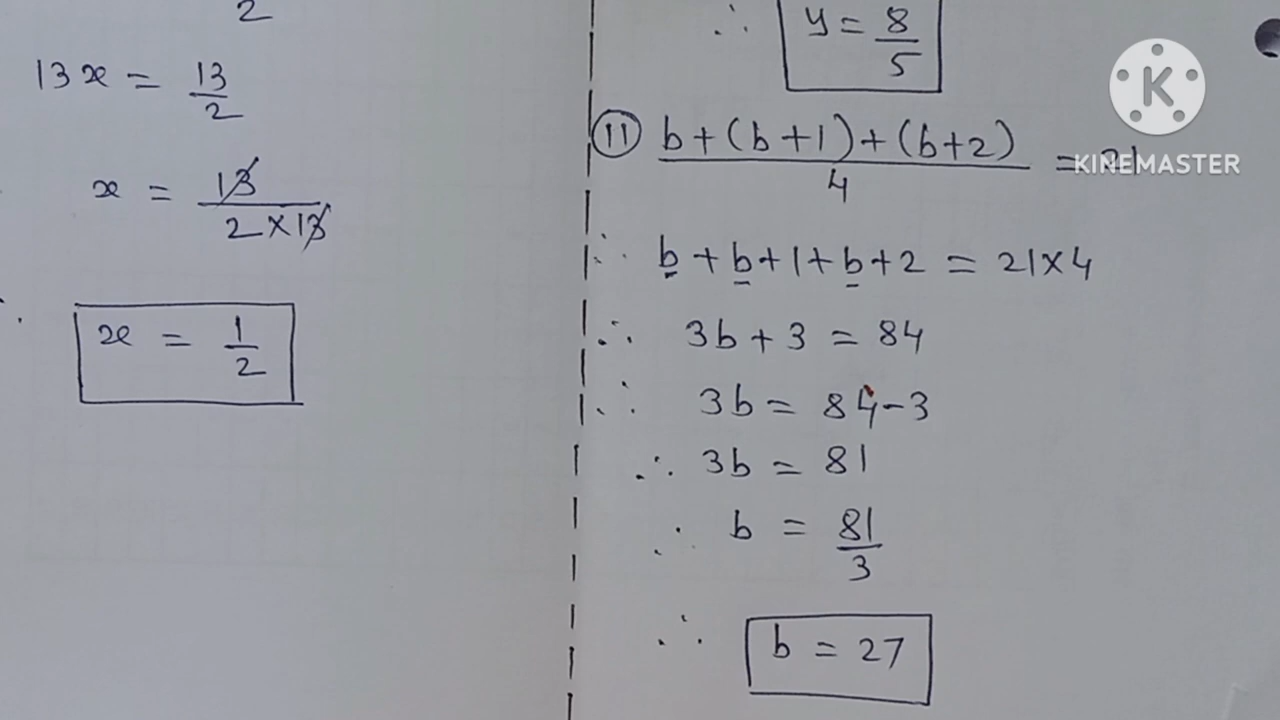 2
13x = 13/2
x = 13/2×13
∴ x = 1/2
∴ y = 8/5
⑪ b+(b+1)+(b+2)/4 = 21
∴ b+b+1+b+2 = 21×4
∴ 3b+3 = 84
∴ 3b = 84-3
∴ 3b = 81
∴ b = 81/3
∴ b = 27
K
KINEMASTER